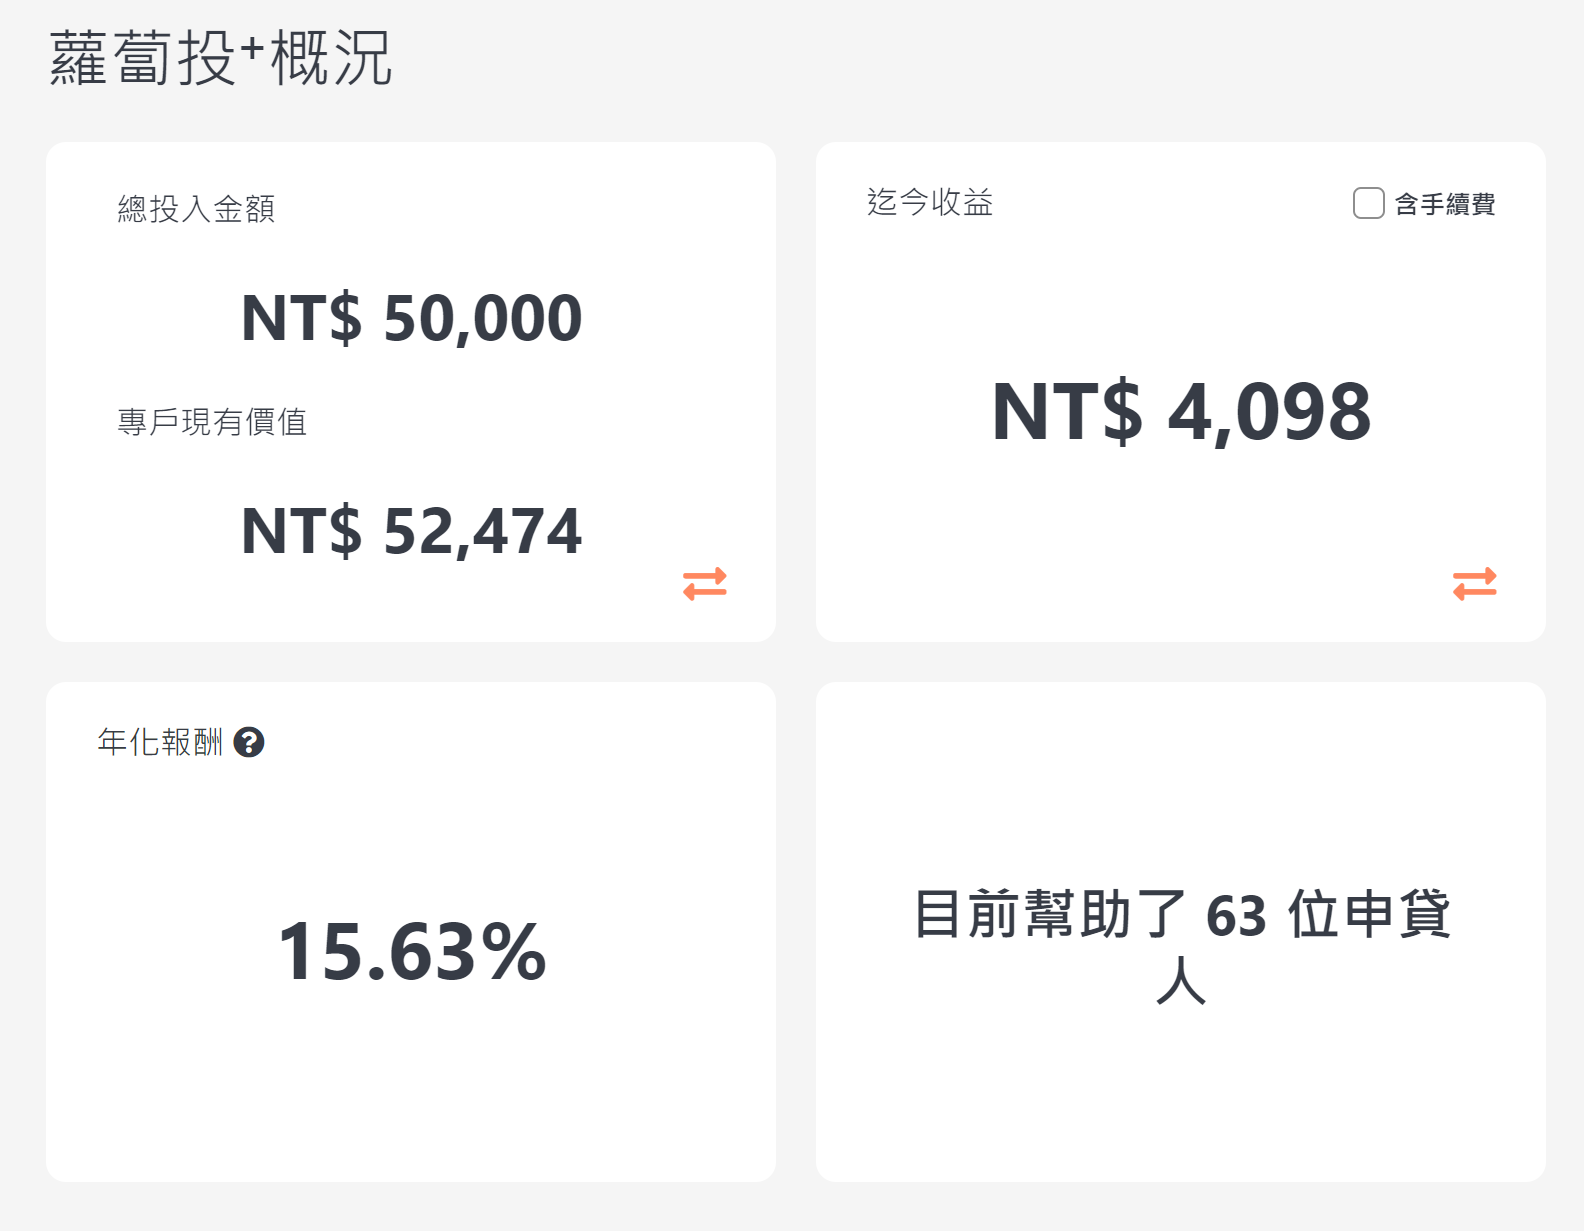 蘿蔔投⁺概況
總投入金額
NT$ 50,000
專戶現有價值
NT$ 52,474
迄今收益
含手續費
NT$ 4,098
年化報酬 ?
15.63%
目前幫助了 63 位申貸
人